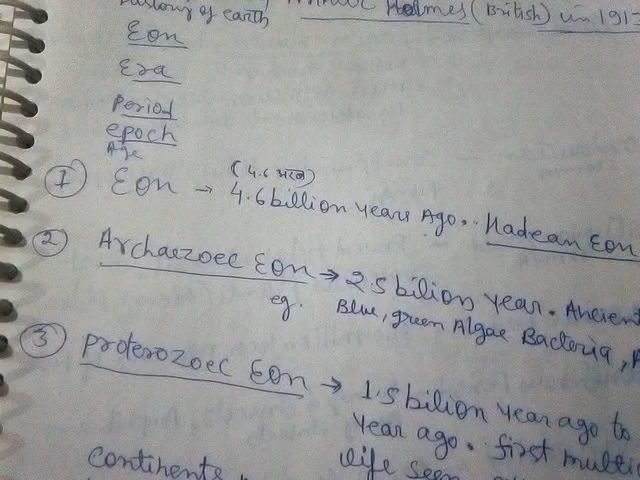 History of earth Arthur Holmes (British) in 1913
Eon
Era
Period
epoch
Age
(4.6 अरब)
1 Eon → 4.6 billion years Ago. Hadean Eon
2 Archaezoec Eon → 2.5 bilion year. Ancient
eg. Blue, green Algae Bacteria,
3 Proterozoec Eon → 1.5 bilion year ago to
year ago. first multi
continents life seen